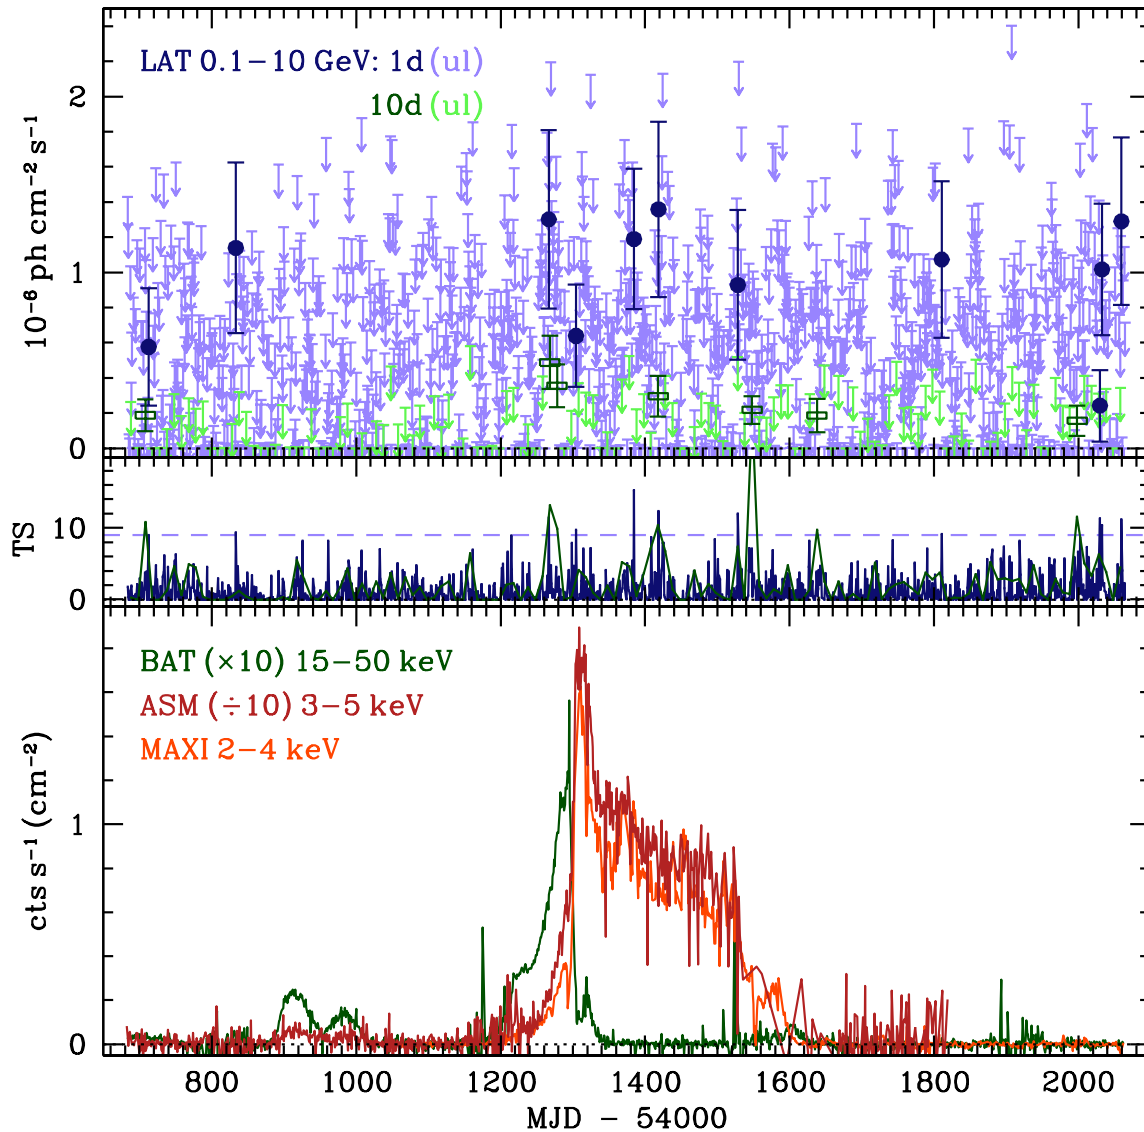 LAT 0.1−10 GeV: 1d (ul)
10d (ul)
10⁻⁶ ph cm⁻² s⁻¹
2
1
0
TS
10
0
BAT (×10) 15−50 keV
ASM (÷10) 3−5 keV
MAXI 2−4 keV
cts s⁻¹ (cm⁻²)
1
0
800 1000 1200 1400 1600 1800 2000
MJD − 54000